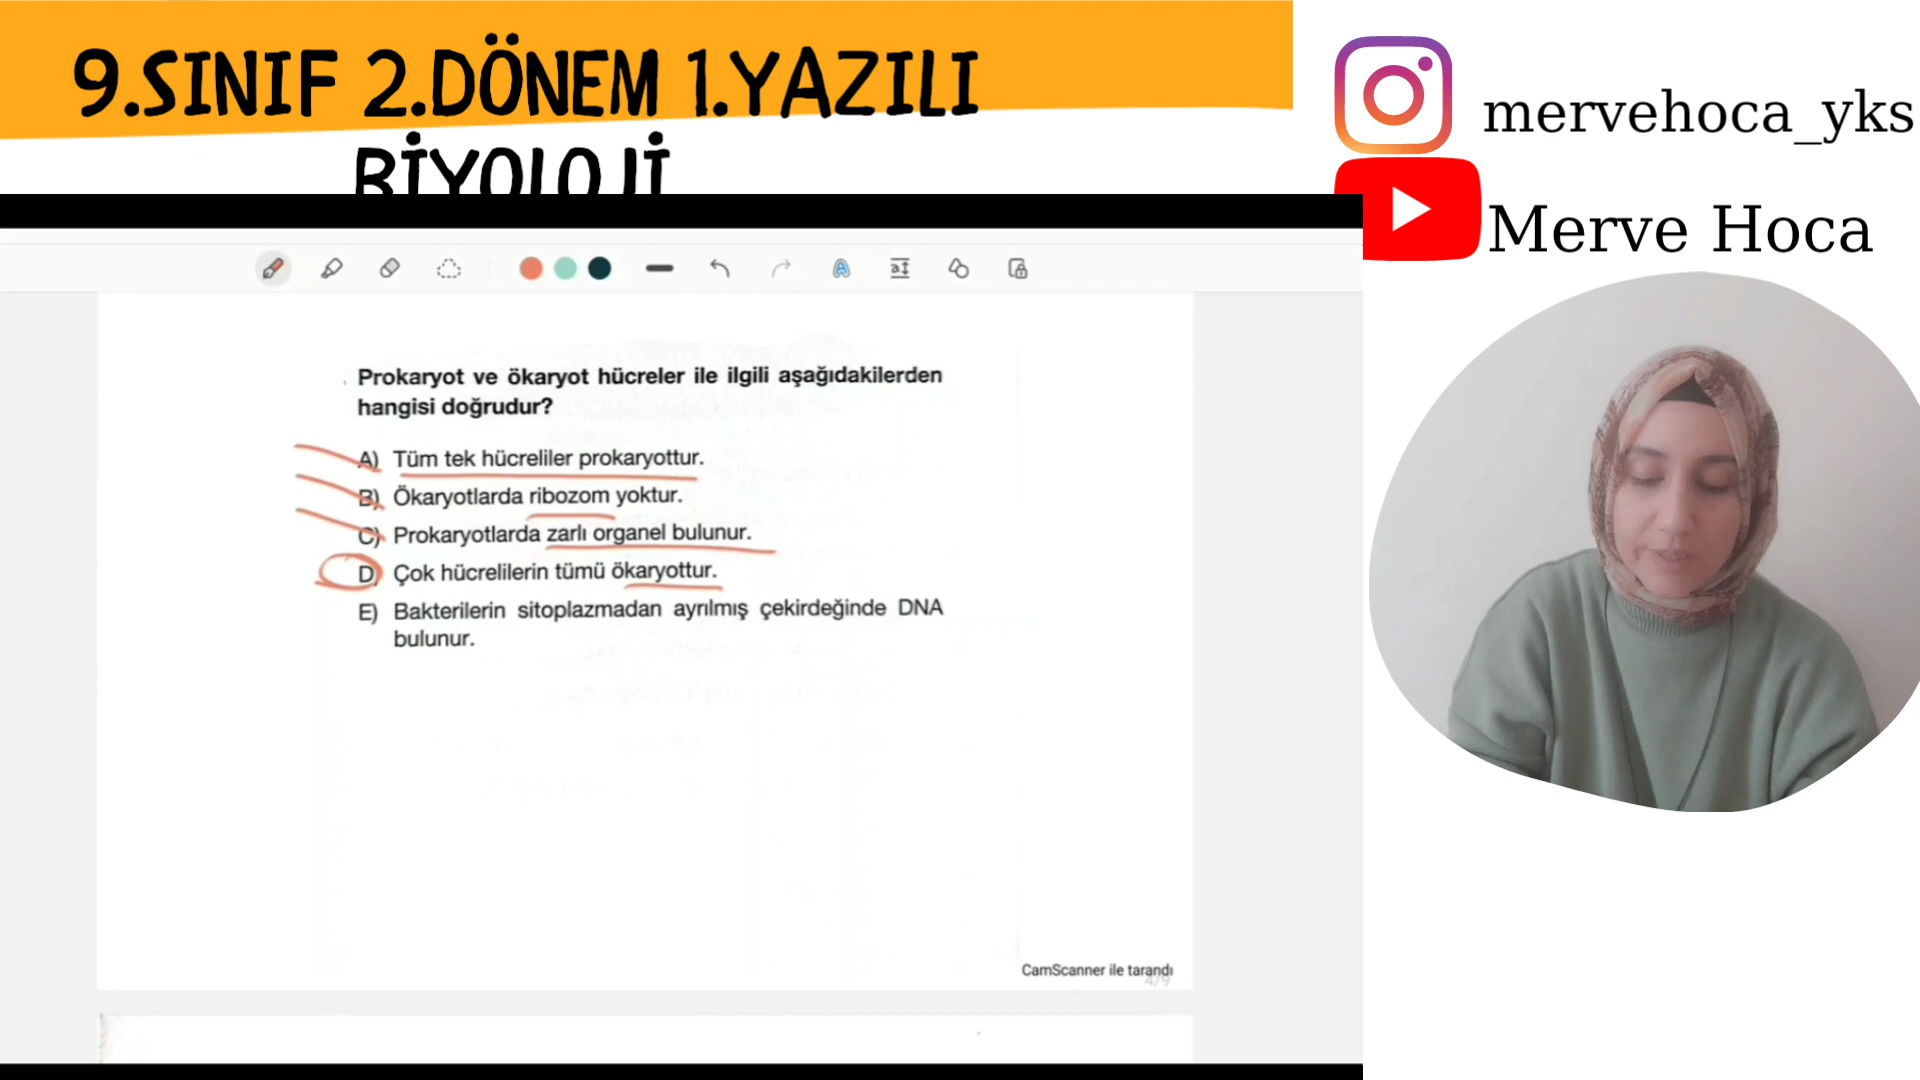 9.SINIF 2.DÖNEM 1.YAZILI
BİYOLOJİ
mervehoca_yks
Merve Hoca
Prokaryot ve ökaryot hücreler ile ilgili aşağıdakilerden
hangisi doğrudur?
A) Tüm tek hücreliler prokaryottur.
B) Ökaryotlarda ribozom yoktur.
C) Prokaryotlarda zarlı organel bulunur.
D) Çok hücrelilerin tümü ökaryottur.
E) Bakterilerin sitoplazmadan ayrılmış çekirdeğinde DNA
bulunur.
CamScanner ile tarandı
4/9